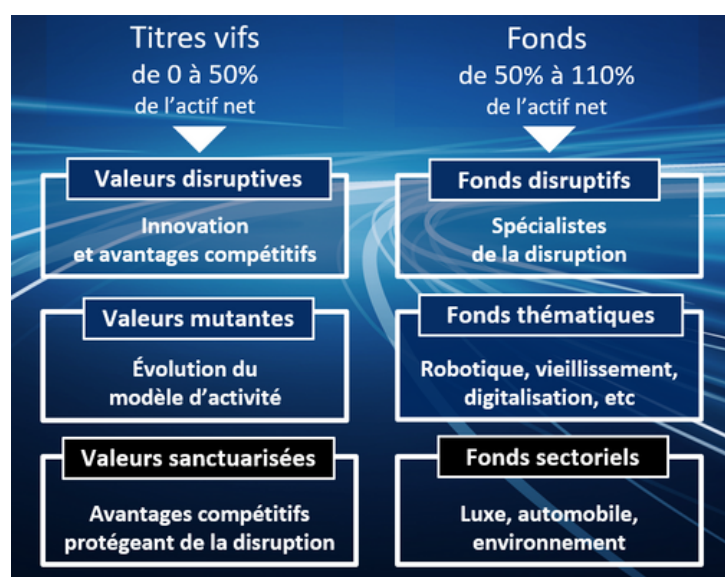 Titres vifs
de 0 à 50%
de l'actif net
Valeurs disruptives
Innovation
et avantages compétitifs
Valeurs mutantes
Évolution du
modèle d'activité
Valeurs sanctuarisées
Avantages compétitifs
protégeant de la disruption
Fonds
de 50% à 110%
de l'actif net
Fonds disruptifs
Spécialistes
de la disruption
Fonds thématiques
Robotique, vieillissement,
digitalisation, etc
Fonds sectoriels
Luxe, automobile,
environnement